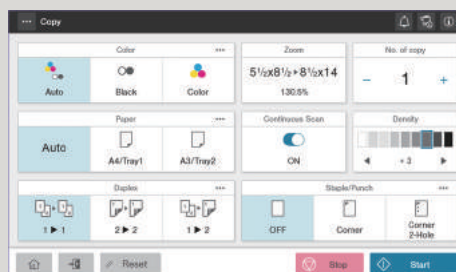 Copy
Color
Auto
Black
Color
Zoom
5½x8½▸8½x14
130.5%
No. of copy
− 1 +
Paper
Auto
A4/Tray1
A3/Tray2
Continuous Scan
ON
Density
+3
Duplex
1 ▶ 1
2 ▶ 2
1 ▶ 2
Staple/Punch
OFF
Corner
Corner
2-Hole
Reset
Stop
Start